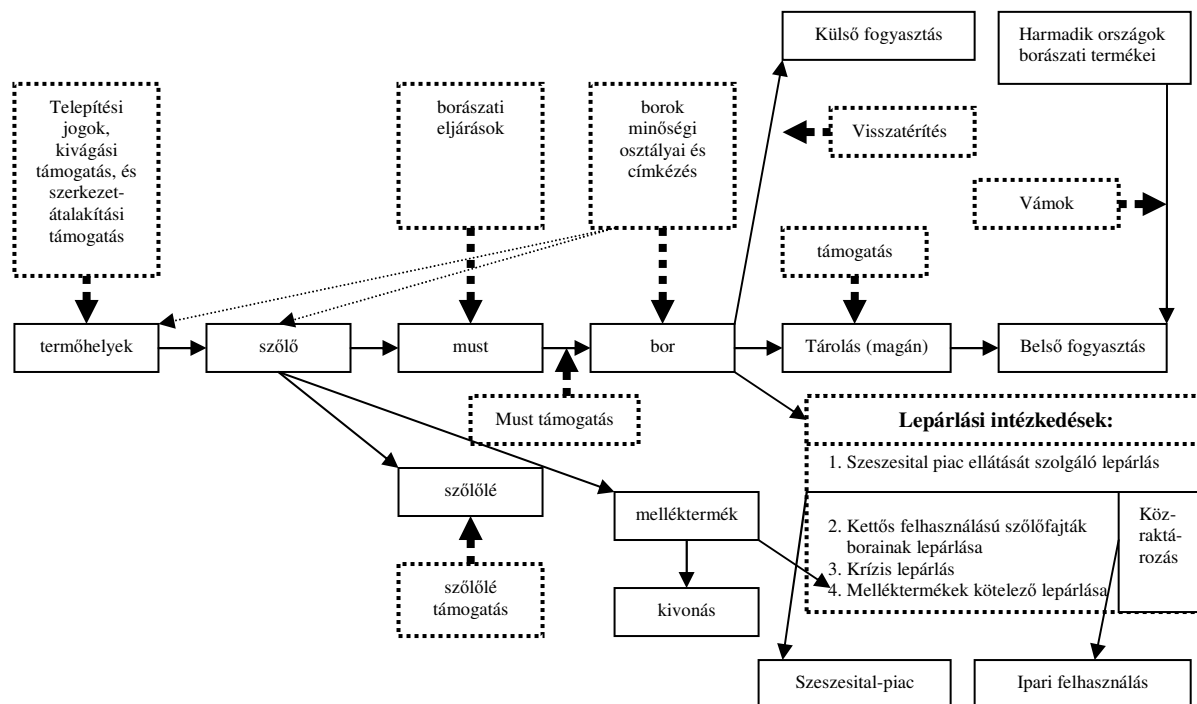 Külső fogyasztás
Harmadik országok
borászati termékei
Telepítési
jogok,
kivágási
támogatás, és
szerkezet-
átalakítási
támogatás
borászati
eljárások
borok
minőségi
osztályai és
címkézés
Visszatérítés
Vámok
támogatás
termőhelyek
szőlő
must
bor
Tárolás (magán)
Belső fogyasztás
Must támogatás
Lepárlási intézkedések:
1. Szeszesital piac ellátását szolgáló lepárlás
szőlőlé
melléktermék
2. Kettős felhasználású szőlőfajták
borainak lepárlása
3. Krízis lepárlás
4. Melléktermékek kötelező lepárlása
Köz-
raktá-
rozás
szőlőlé
támogatás
kivonás
Szeszesital-piac
Ipari felhasználás